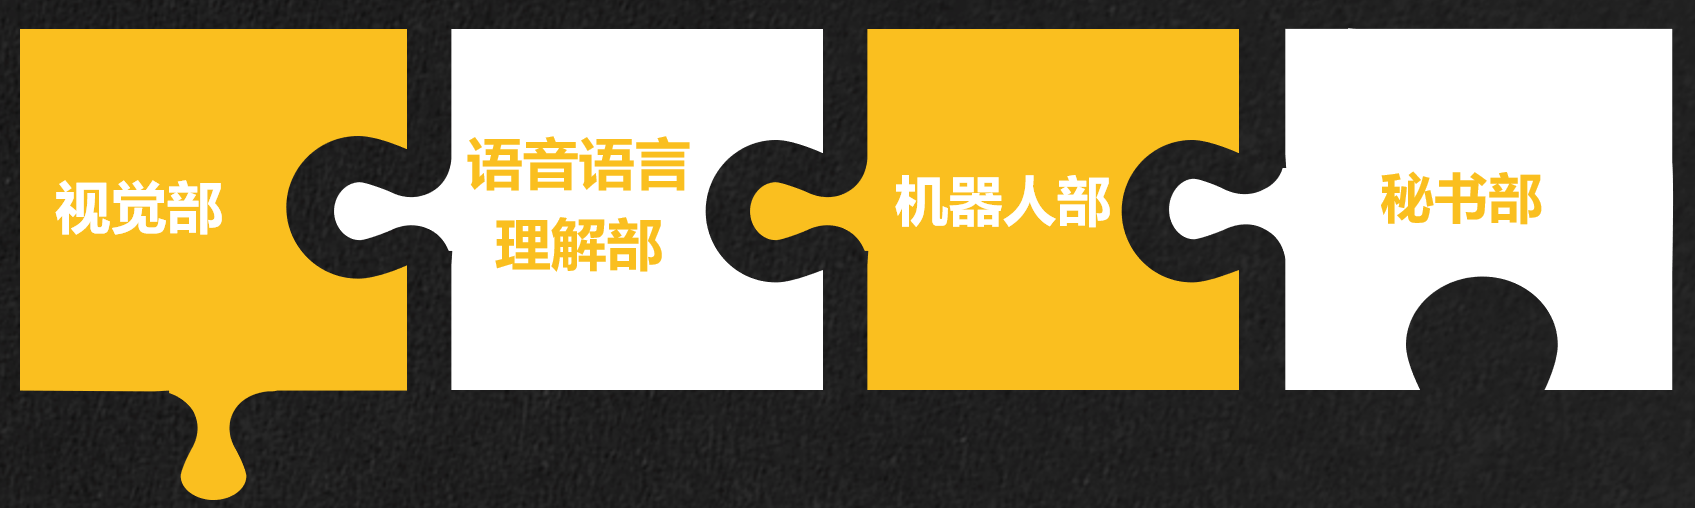 视觉部
语音语言
理解部
机器人部
秘书部